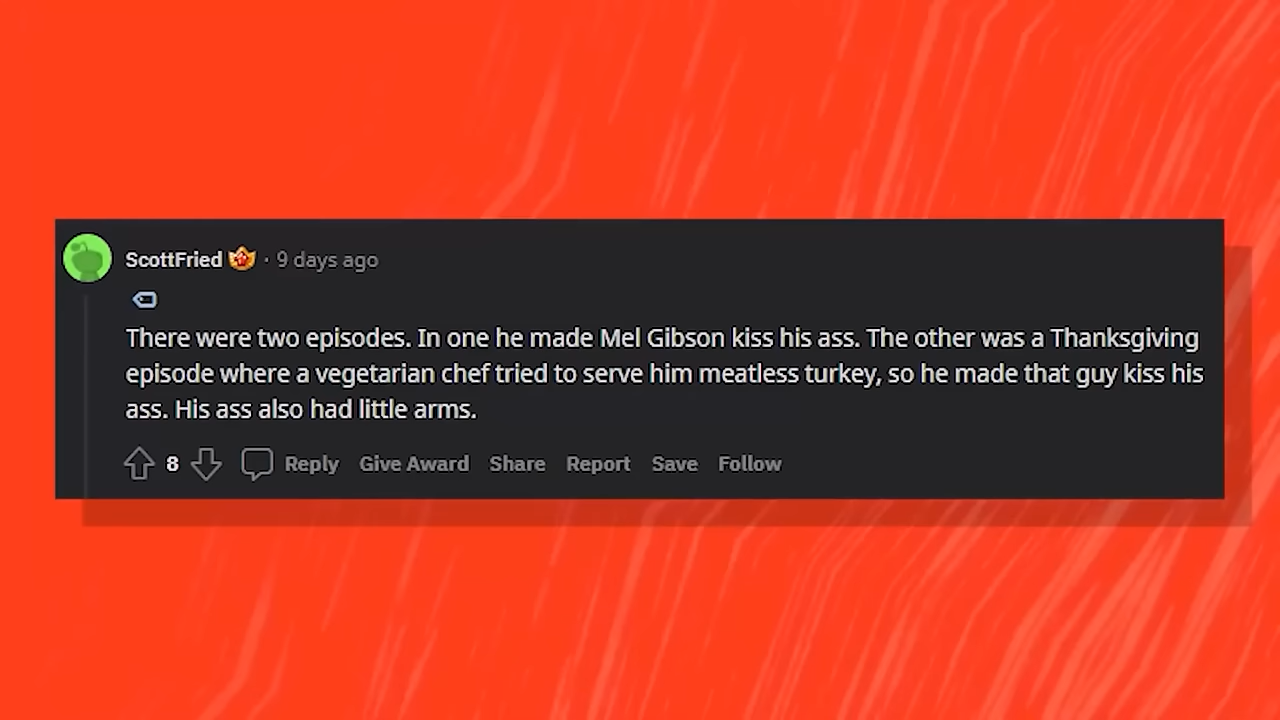 ScottFried · 9 days ago
There were two episodes. In one he made Mel Gibson kiss his ass. The other was a Thanksgiving
episode where a vegetarian chef tried to serve him meatless turkey, so he made that guy kiss his
ass. His ass also had little arms.
8 Reply Give Award Share Report Save Follow